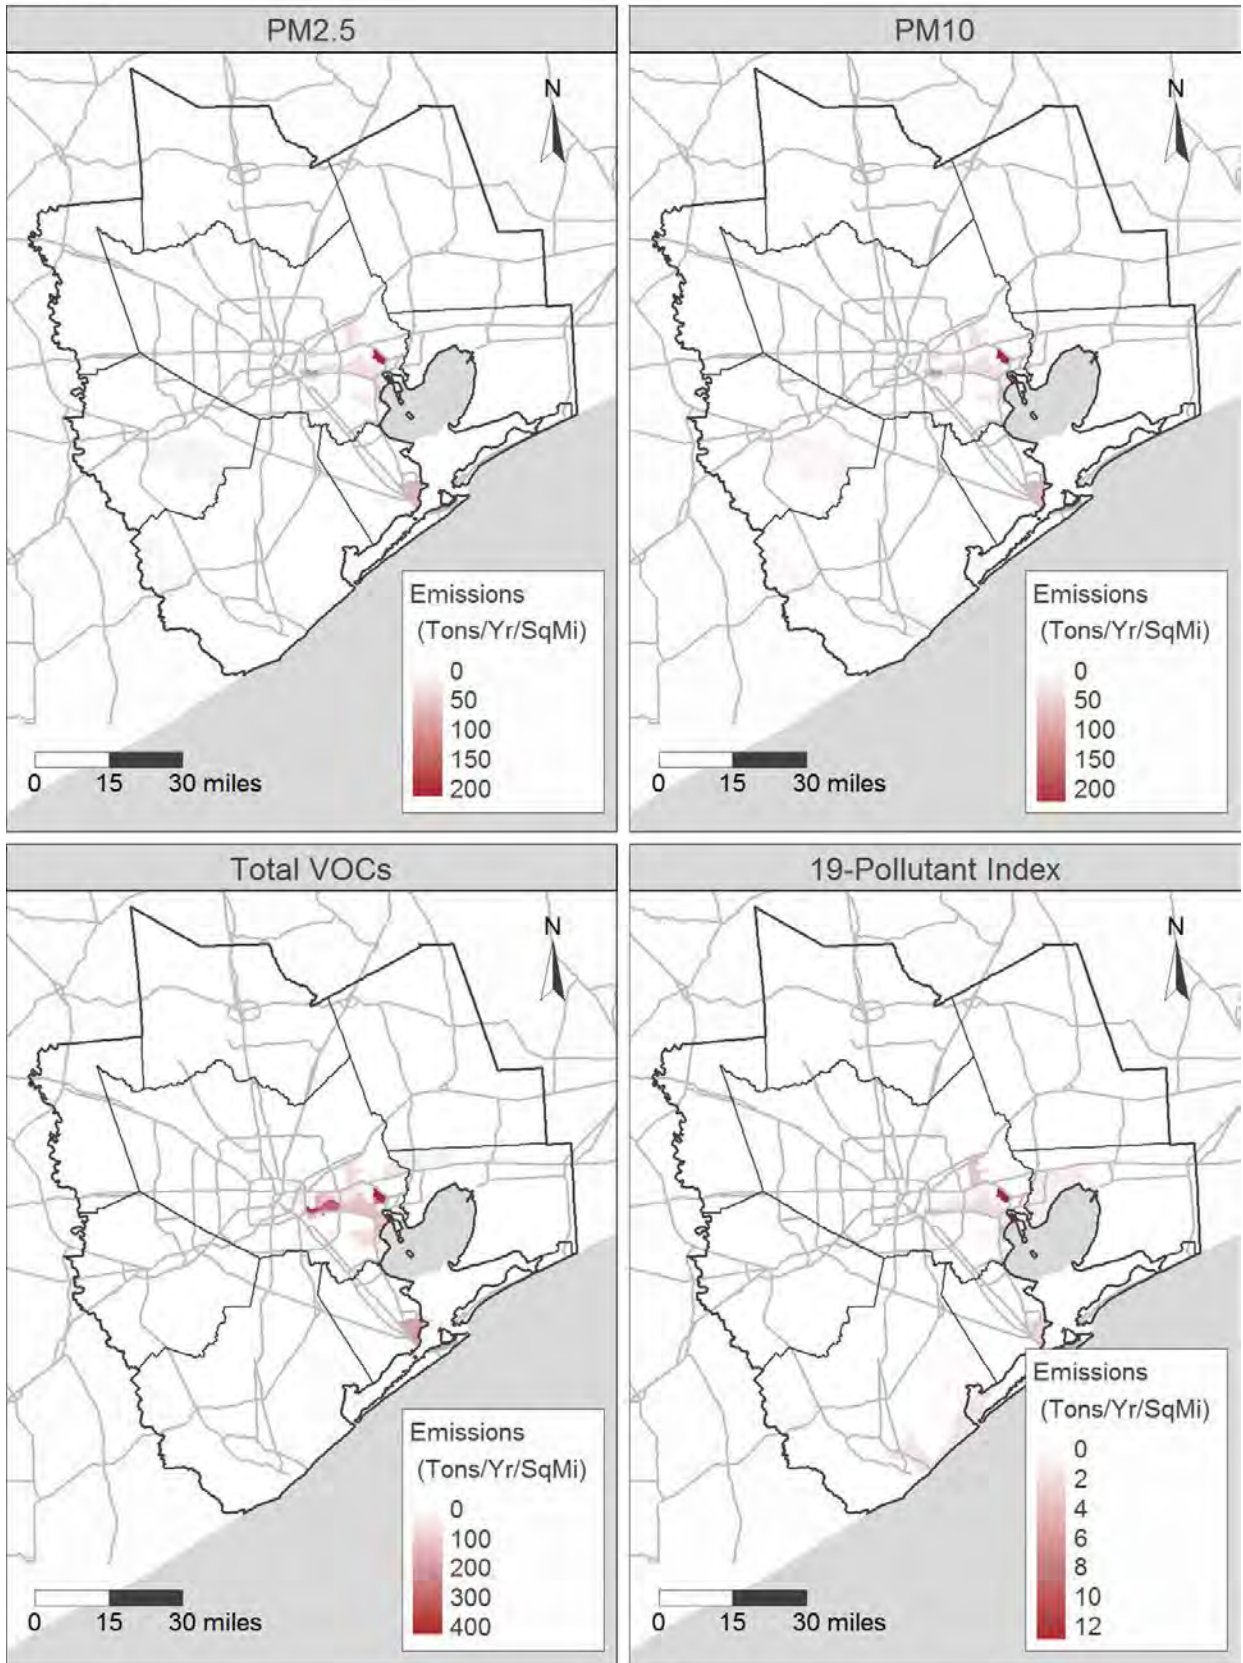 PM2.5
N
Emissions
(Tons/Yr/SqMi)
0
50
100
150
200
0 15 30 miles
PM10
N
Emissions
(Tons/Yr/SqMi)
0
50
100
150
200
0 15 30 miles
Total VOCs
N
Emissions
(Tons/Yr/SqMi)
0
100
200
300
400
0 15 30 miles
19-Pollutant Index
N
Emissions
(Tons/Yr/SqMi)
0
2
4
6
8
10
12
0 15 30 miles